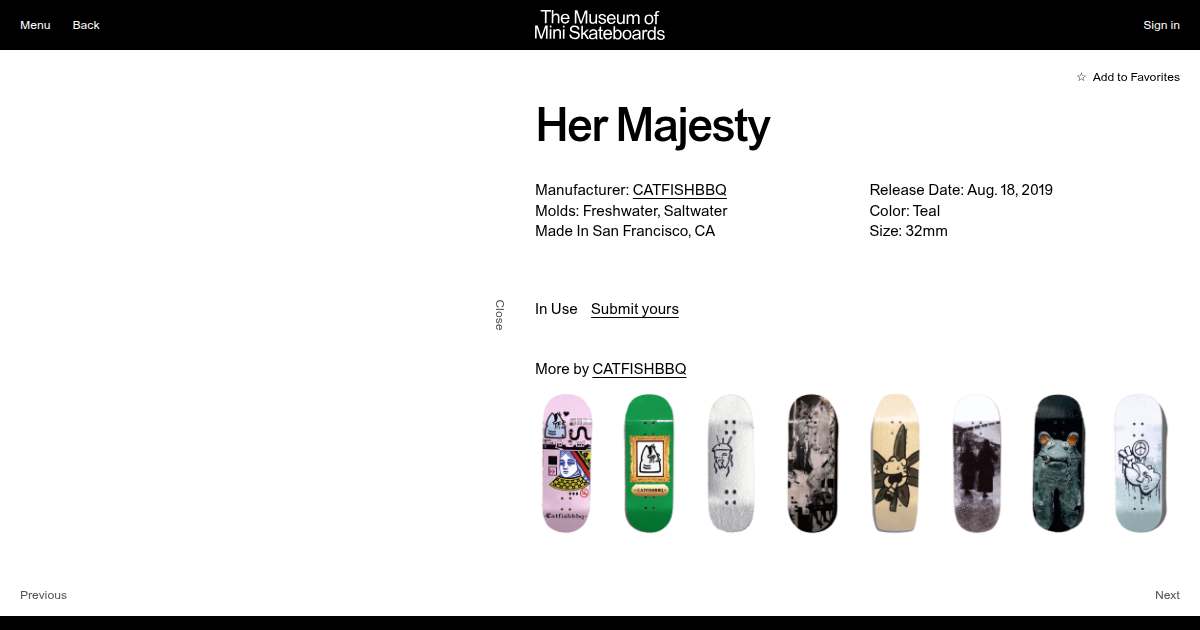 Menu
Back
The Museum of
Mini Skateboards
Sign in
☆ Add to Favorites
Her Majesty
Manufacturer: CATFISHBBQ
Molds: Freshwater, Saltwater
Made In San Francisco, CA
Release Date: Aug. 18, 2019
Color: Teal
Size: 32mm
Close
In Use
Submit yours
More by CATFISHBBQ
Catfishbbq
CATFISHBBQ
Previous
Next